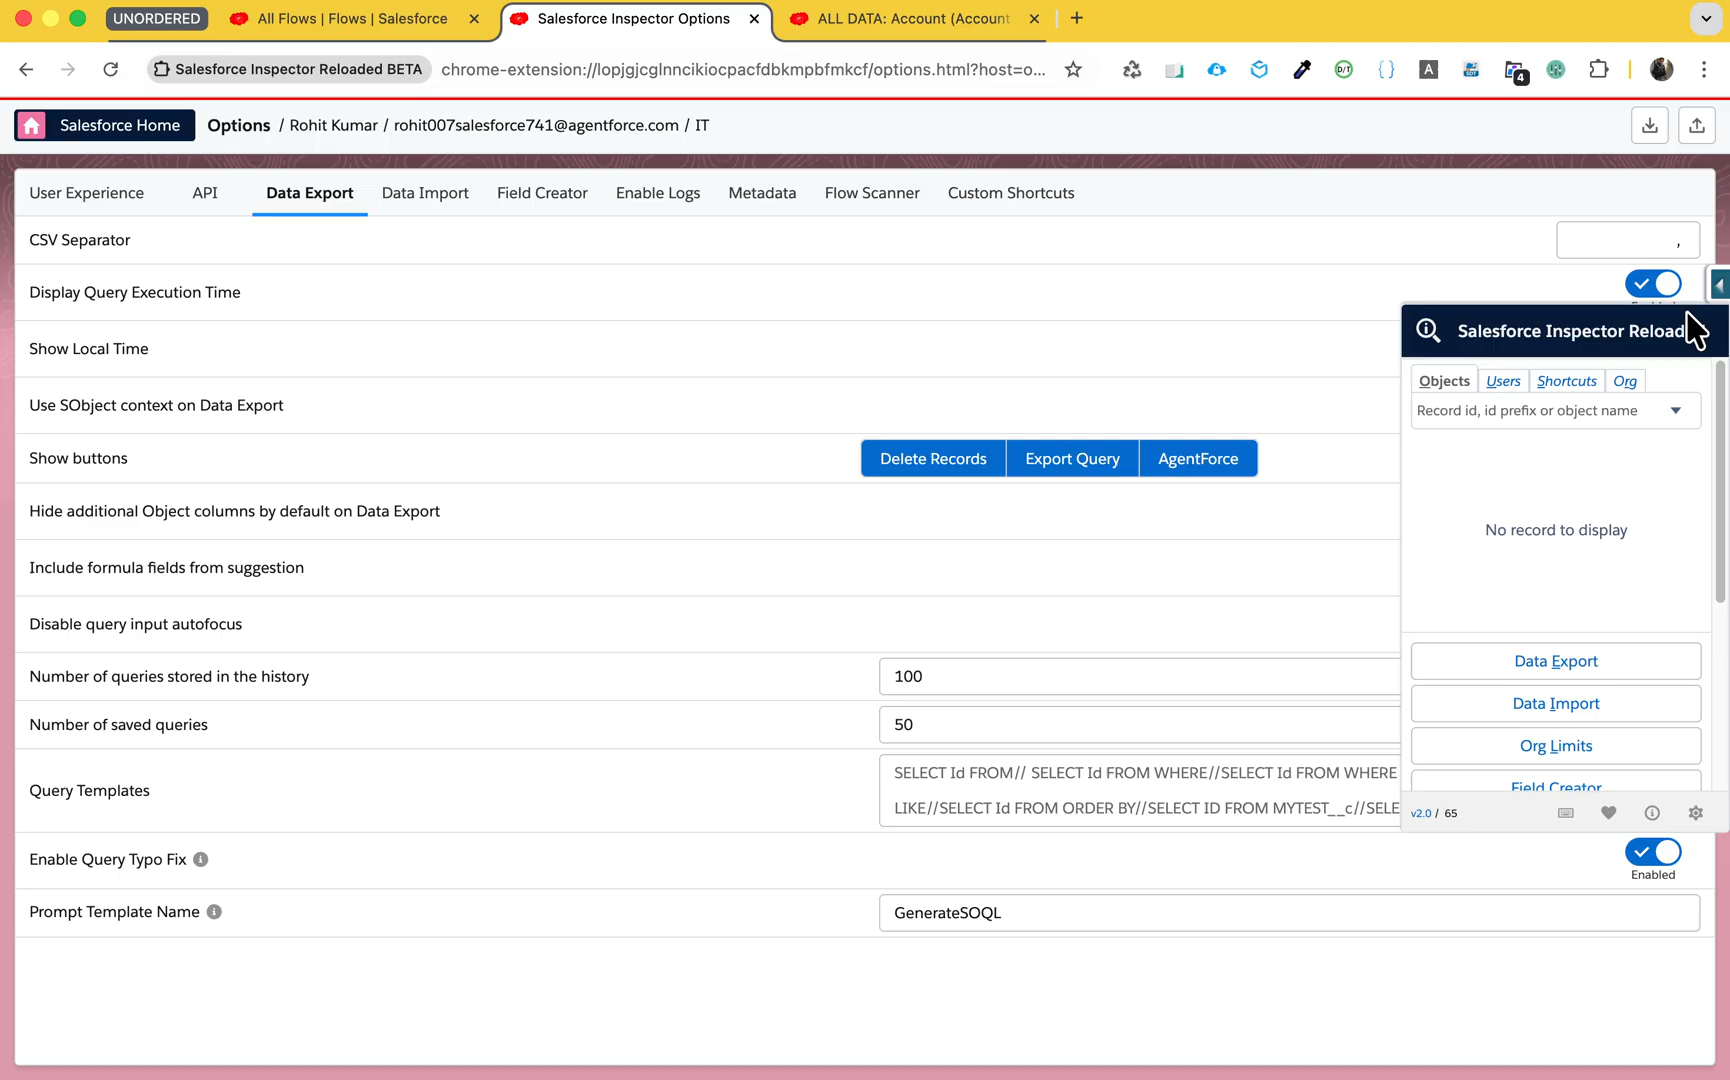 UNORDERED
All Flows | Flows | Salesforce
Salesforce Inspector Options
ALL DATA: Account (Account
Salesforce Inspector Reloaded BETA
chrome-extension://lopjgjcglnncikiocpacfdbkmpbfmkcf/options.html?host=o...
D/T
{ }
A
4
Salesforce Home
Options / Rohit Kumar / rohit007salesforce741@agentforce.com / IT
User Experience
API
Data Export
Data Import
Field Creator
Enable Logs
Metadata
Flow Scanner
Custom Shortcuts
CSV Separator
,
Display Query Execution Time
Show Local Time
Use SObject context on Data Export
Show buttons
Delete Records
Export Query
AgentForce
Hide additional Object columns by default on Data Export
Include formula fields from suggestion
Disable query input autofocus
Number of queries stored in the history
100
Number of saved queries
50
Query Templates
SELECT Id FROM// SELECT Id FROM WHERE//SELECT Id FROM WHERE
LIKE//SELECT Id FROM ORDER BY//SELECT ID FROM MYTEST__c//SELE
Enable Query Typo Fix
Enabled
Prompt Template Name
GenerateSOQL
Salesforce Inspector Reload
Objects
Users
Shortcuts
Org
Record id, id prefix or object name
No record to display
Data Export
Data Import
Org Limits
Field Creator
v2.0 / 65